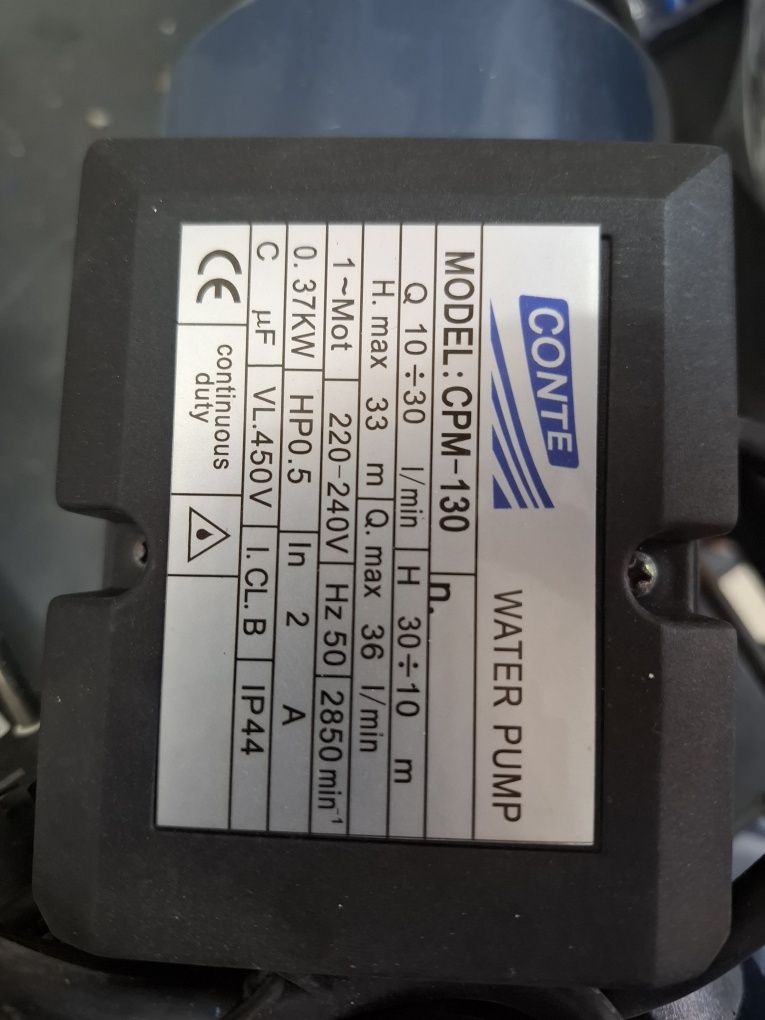 CONTE
WATER PUMP
MODEL: CPM-130 n.
Q 10÷30 l/min H 30÷10 m
H. max 33 m Q. max 36 l/min
1~Mot 220-240V Hz 50 2850 min⁻¹
0.37KW HP0.5 In 2 A
C µF VL.450V I.CL.B IP44
CE continuous
duty